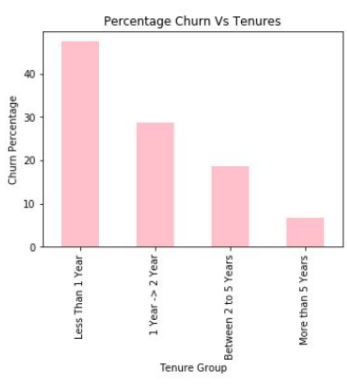 Percentage Churn Vs Tenures
Churn Percentage
40
30
20
10
0
Less Than 1 Year
1 Year -> 2 Year
Between 2 to 5 Years
More than 5 Years
Tenure Group